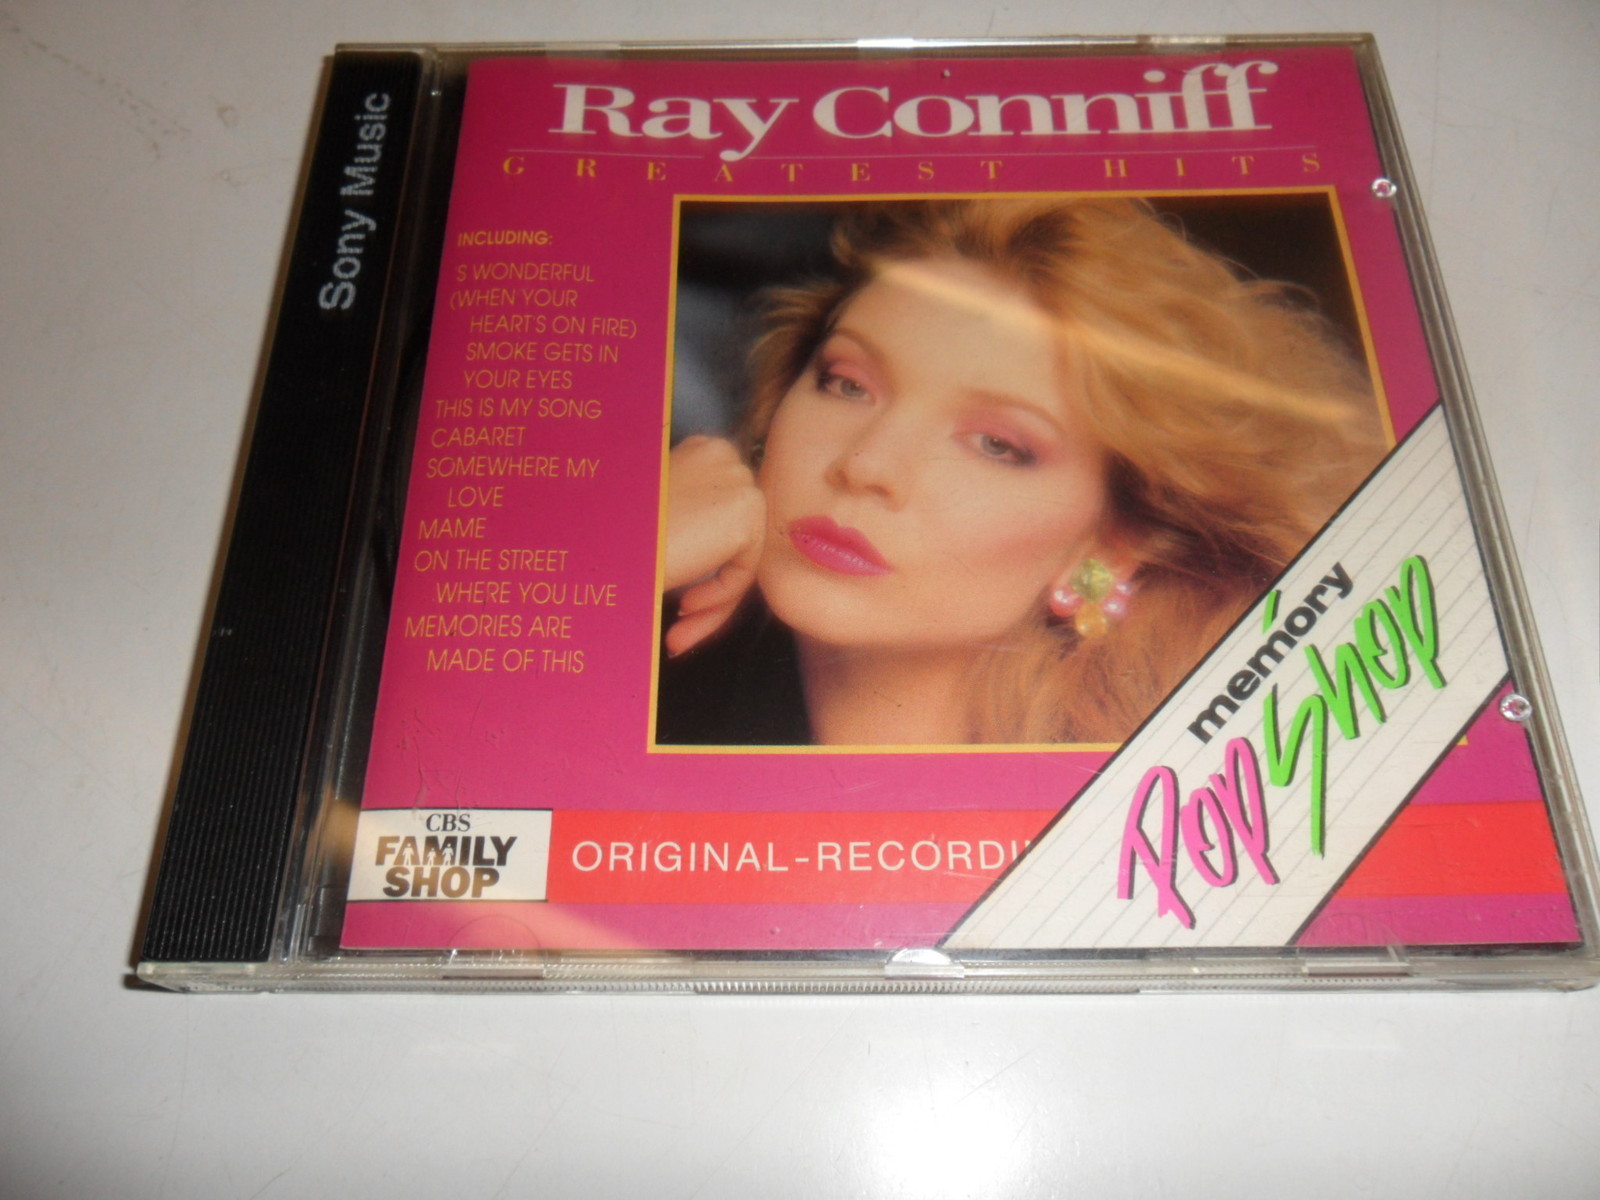 Sony Music
Ray Conniff
GREATEST HITS
INCLUDING:
'S WONDERFUL
(WHEN YOUR
HEART'S ON FIRE)
SMOKE GETS IN
YOUR EYES
THIS IS MY SONG
CABARET
SOMEWHERE MY
LOVE
MAME
ON THE STREET
WHERE YOU LIVE
MEMORIES ARE
MADE OF THIS
memory
Pop Shop
CBS
FAMILY
SHOP
ORIGINAL-RECORDI